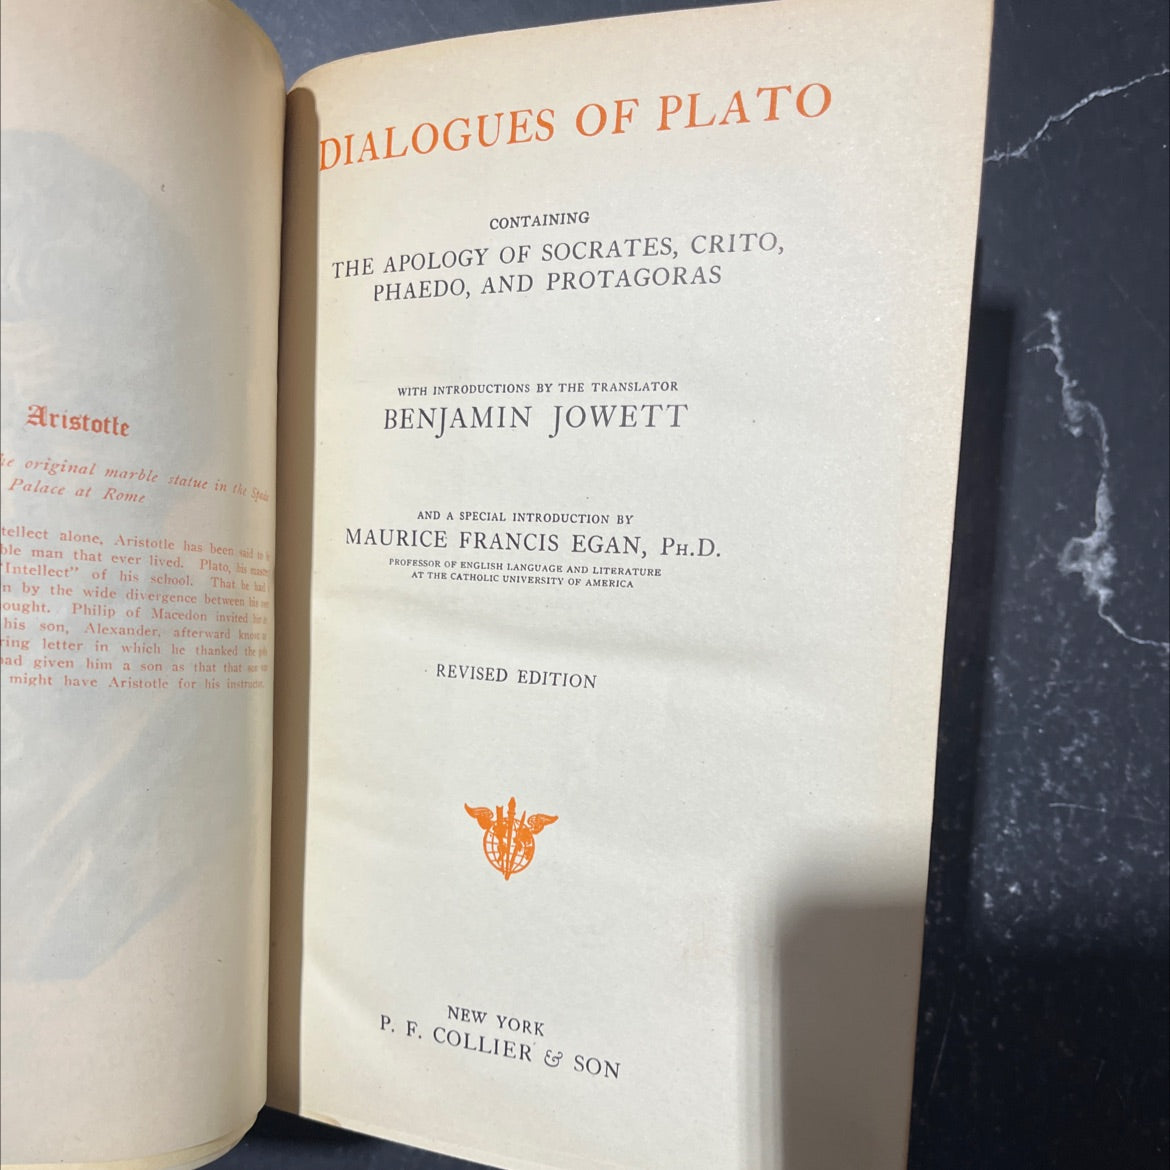 Aristotle
he original marble statue in the Spada
Palace at Rome
tellect alone, Aristotle has been said to
ble man that ever lived. Plato, his master
"Intellect" of his school. That he had
n by the wide divergence between his
ought. Philip of Macedon invited
his son, Alexander, afterward known
ring letter in which he thanked the
had given him a son as that that son
might have Aristotle for his instructor.
DIALOGUES OF PLATO
CONTAINING
THE APOLOGY OF SOCRATES, CRITO,
PHAEDO, AND PROTAGORAS
WITH INTRODUCTIONS BY THE TRANSLATOR
BENJAMIN JOWETT
AND A SPECIAL INTRODUCTION BY
MAURICE FRANCIS EGAN, PH.D.
PROFESSOR OF ENGLISH LANGUAGE AND LITERATURE
AT THE CATHOLIC UNIVERSITY OF AMERICA
REVISED EDITION
NEW YORK
P. F. COLLIER & SON